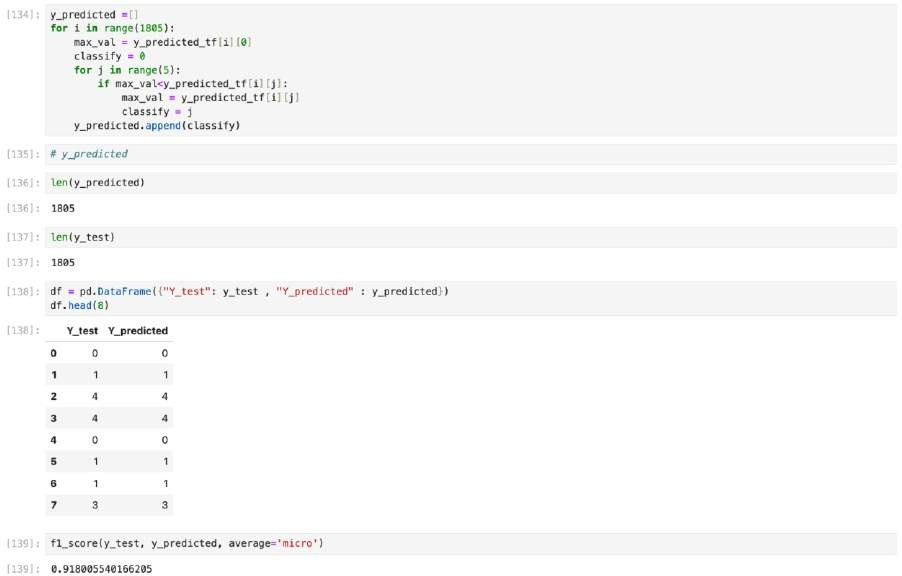 [134]: y_predicted =[]
for i in range(1805):
    max_val = y_predicted_tf[i][0]
    classify = 0
    for j in range(5):
        if max_val<y_predicted_tf[i][j]:
            max_val = y_predicted_tf[i][j]
            classify = j
    y_predicted.append(classify)
[135]: # y_predicted
[136]: len(y_predicted)
[136]: 1805
[137]: len(y_test)
[137]: 1805
[138]: df = pd.DataFrame({"Y_test": y_test , "Y_predicted" : y_predicted})
df.head(8)
[138]: Y_test Y_predicted
0 0 0
1 1 1
2 4 4
3 4 4
4 0 0
5 1 1
6 1 1
7 3 3
[139]: f1_score(y_test, y_predicted, average='micro')
[139]: 0.918005540166205